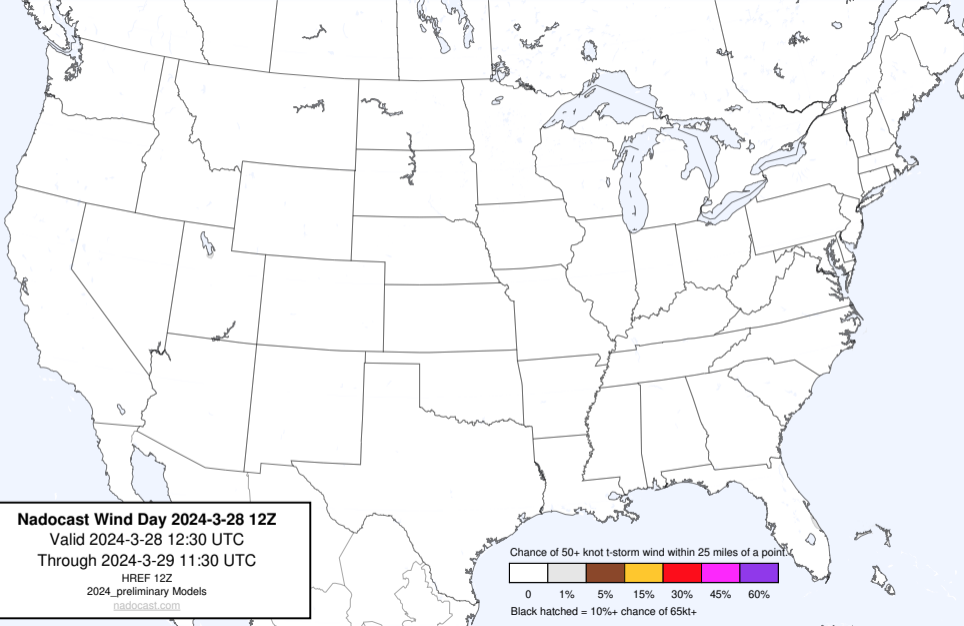 Nadocast Wind Day 2024-3-28 12Z
Valid 2024-3-28 12:30 UTC
Through 2024-3-29 11:30 UTC
HREF 12Z
2024_preliminary Models
nadocast.com
Chance of 50+ knot t-storm wind within 25 miles of a point.
0 1% 5% 15% 30% 45% 60%
Black hatched = 10%+ chance of 65kt+